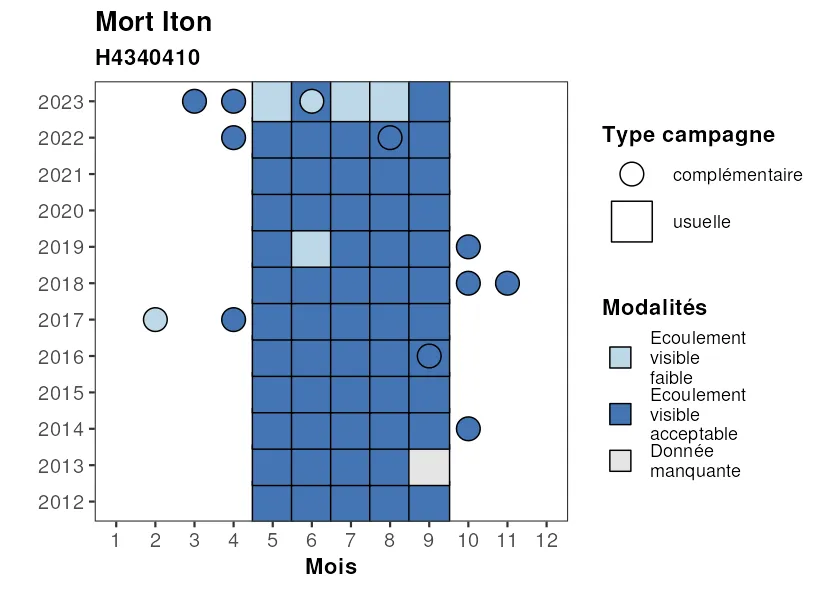 Mort Iton
H4340410
2023
2022
2021
2020
2019
2018
2017
2016
2015
2014
2013
2012
1 2 3 4 5 6 7 8 9 10 11 12
Mois
Type campagne
complémentaire
usuelle
Modalités
Ecoulement
visible
faible
Ecoulement
visible
acceptable
Donnée
manquante